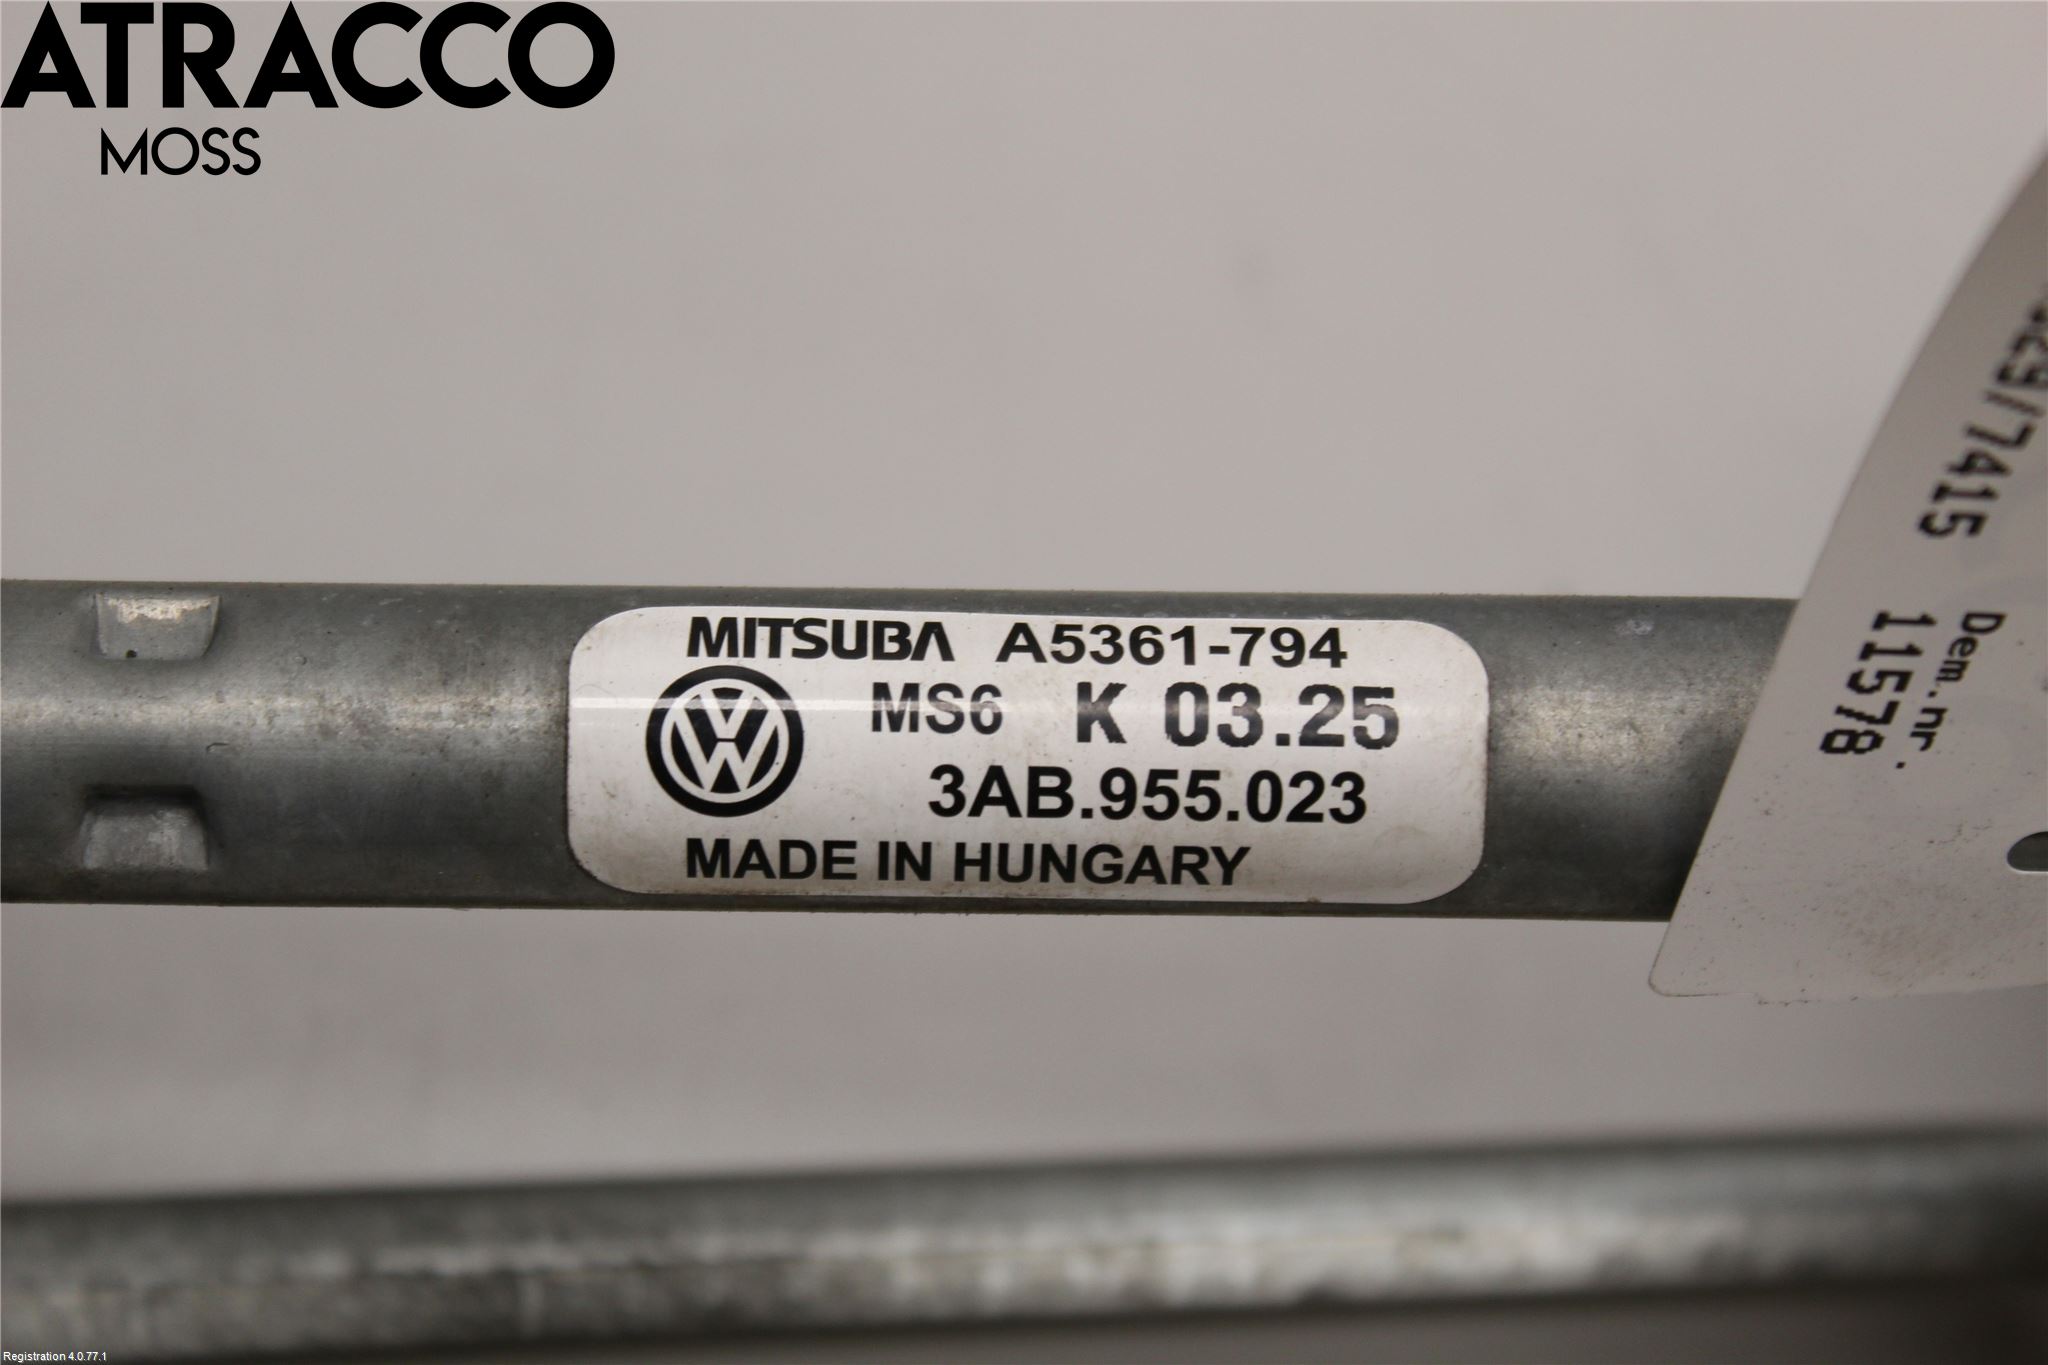 ATRACCO
MOSS
MITSUBA A5361-794
MS6 K 03.25
3AB.955.023
MADE IN HUNGARY
29/7415
Dem.nr.
11578
Registration 4.0.77.1